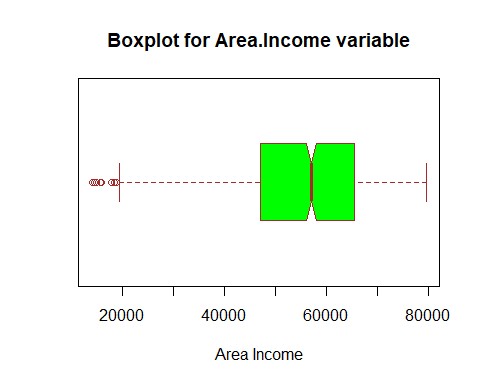 Boxplot for Area.Income variable
20000 40000 60000 80000
Area Income